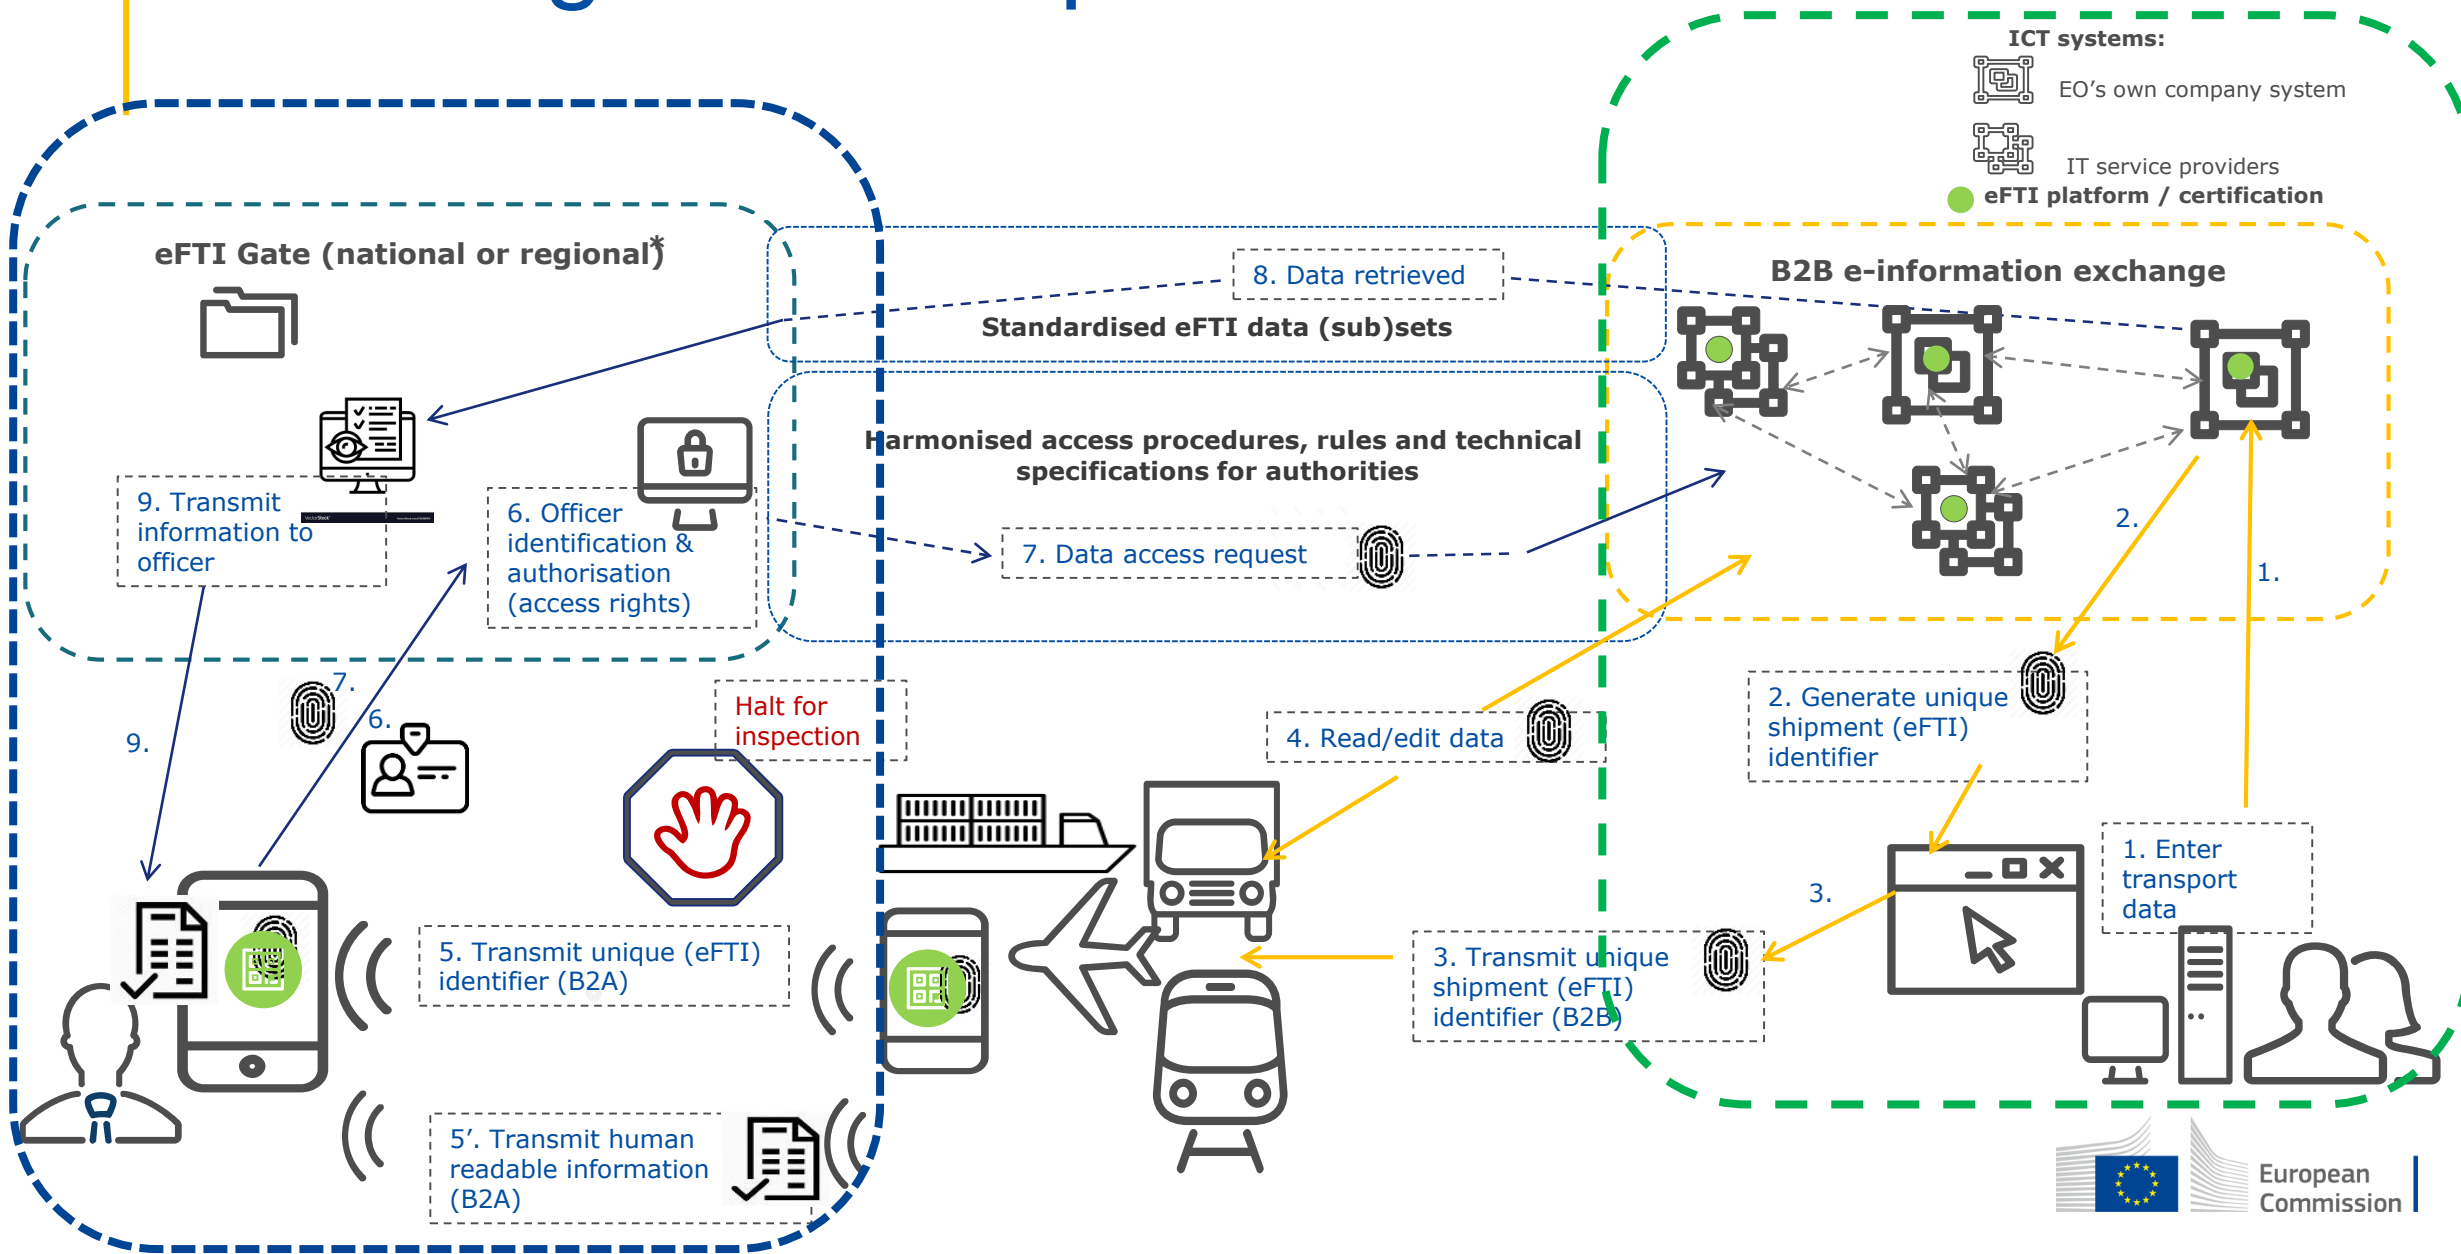 ICT systems:
EO's own company system
IT service providers
eFTI platform / certification
eFTI Gate (national or regional)*
8. Data retrieved
B2B e-information exchange
Standardised eFTI data (sub)sets
Harmonised access procedures, rules and technical
specifications for authorities
9. Transmit
information to
officer
6. Officer
identification &
authorisation
(access rights)
7. Data access request
2.
1.
7.
6.
9.
Halt for
inspection
4. Read/edit data
2. Generate unique
shipment (eFTI)
identifier
1. Enter
transport
data
3.
5. Transmit unique (eFTI)
identifier (B2A)
3. Transmit unique
shipment (eFTI)
identifier (B2B)
5′. Transmit human
readable information
(B2A)
European
Commission